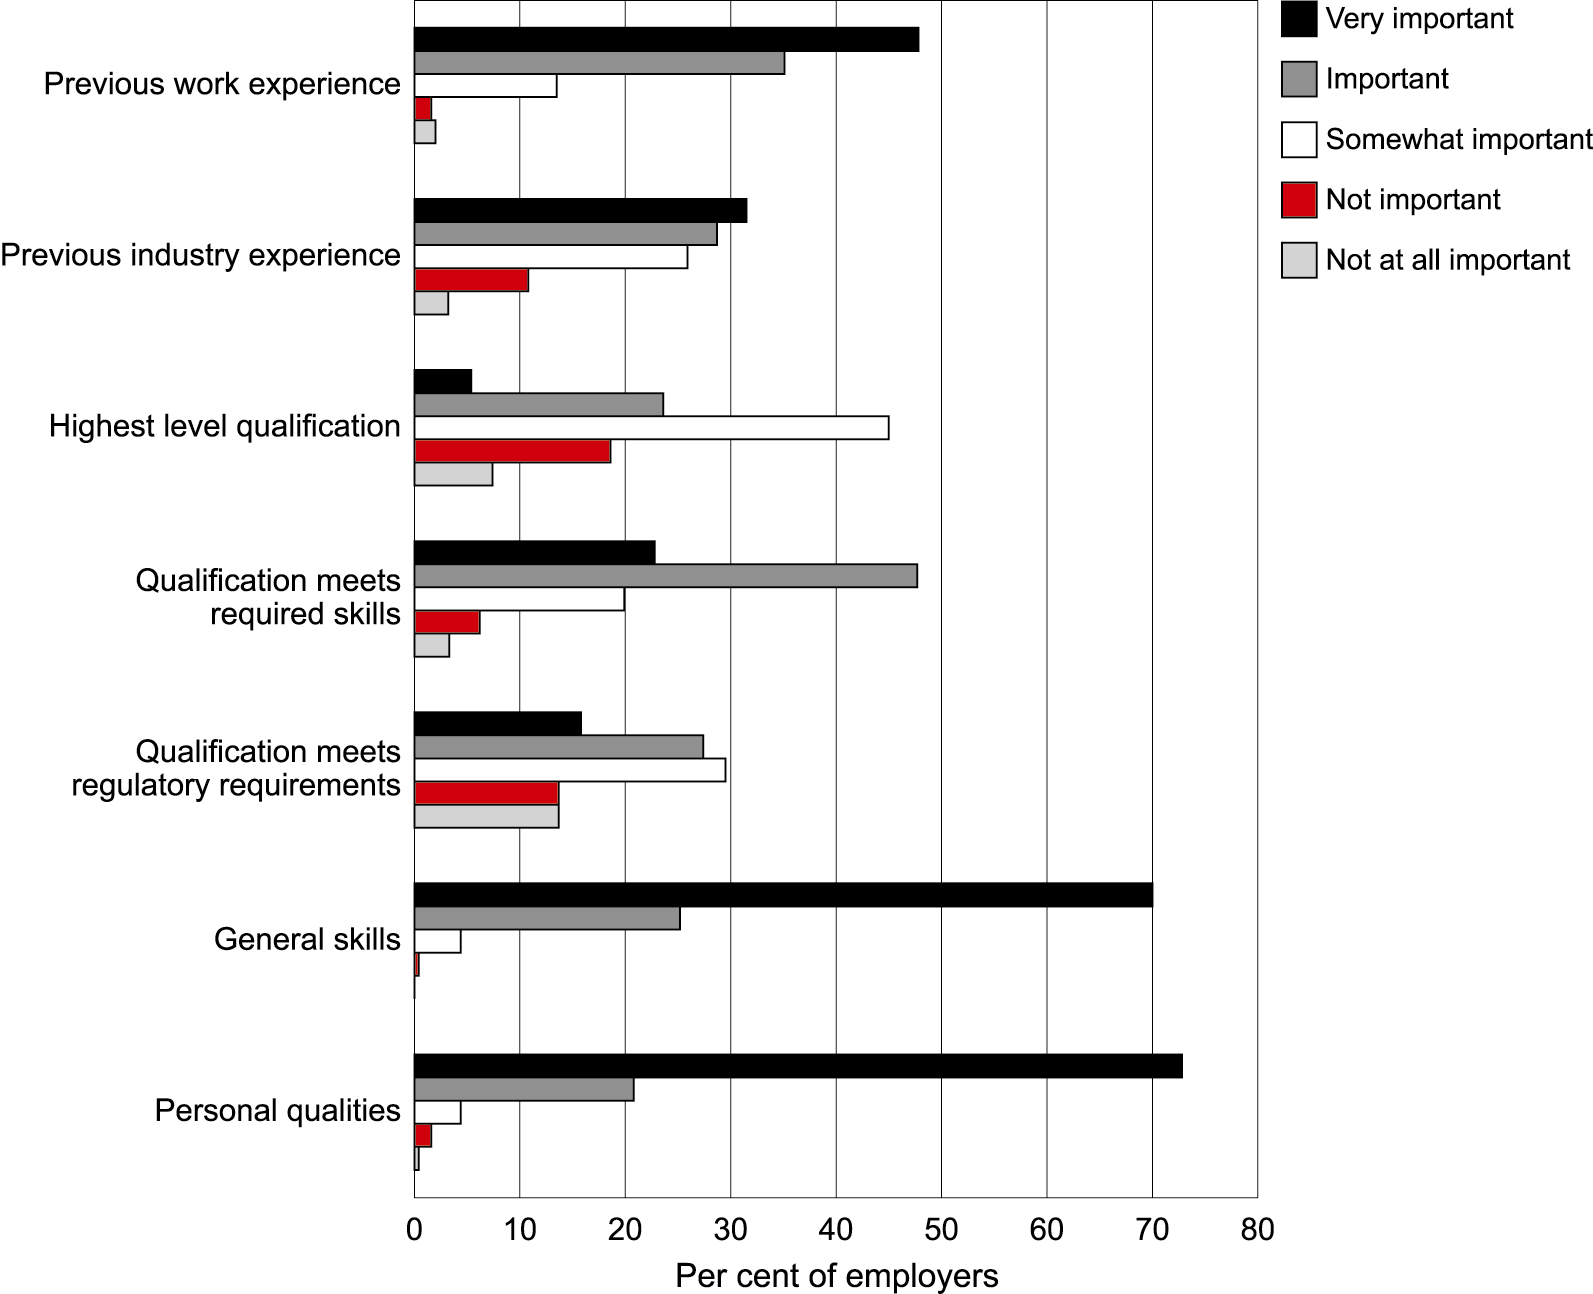 Previous work experience
Previous industry experience
Highest level qualification
Qualification meets
required skills
Qualification meets
regulatory requirements
General skills
Personal qualities
0 10 20 30 40 50 60 70 80
Per cent of employers
Very important
Important
Somewhat important
Not important
Not at all important